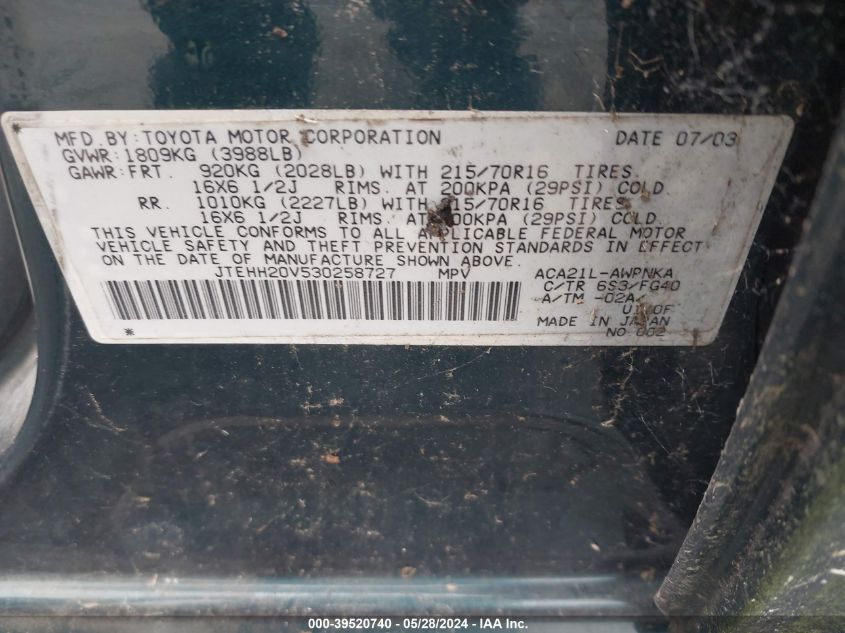 MFD. BY: TOYOTA MOTOR CORPORATION DATE 07/03
GVWR: 1809KG (3988LB)
GAWR: FRT. 920KG (2028LB) WITH 215/70R16 TIRES.
16X6 1/2J RIMS. AT 200KPA (29PSI) COLD.
RR. 1010KG (2227LB) WITH 215/70R16 TIRES.
16X6 1/2J RIMS. AT 200KPA (29PSI) COLD.
THIS VEHICLE CONFORMS TO ALL APPLICABLE FEDERAL MOTOR
VEHICLE SAFETY AND THEFT PREVENTION STANDARDS IN EFFECT
ON THE DATE OF MANUFACTURE SHOWN ABOVE.
JTEHH20V530258727 MPV ACA21L-AWPNKA
C/TR 6S3/FG40
A/TM -02A/
MADE IN JAPAN
NO
000-39520740 - 05/28/2024 - IAA Inc.